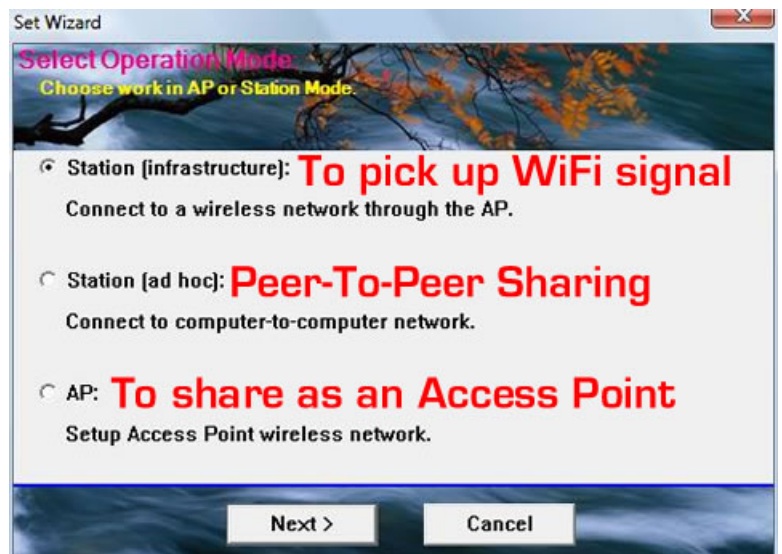 Set Wizard
Select Operation Mode:
Choose work in AP or Station Mode.
Station (infrastructure): To pick up WiFi signal
Connect to a wireless network through the AP.
Station (ad hoc): Peer-To-Peer Sharing
Connect to computer-to-computer network.
AP: To share as an Access Point
Setup Access Point wireless network.
Next > Cancel